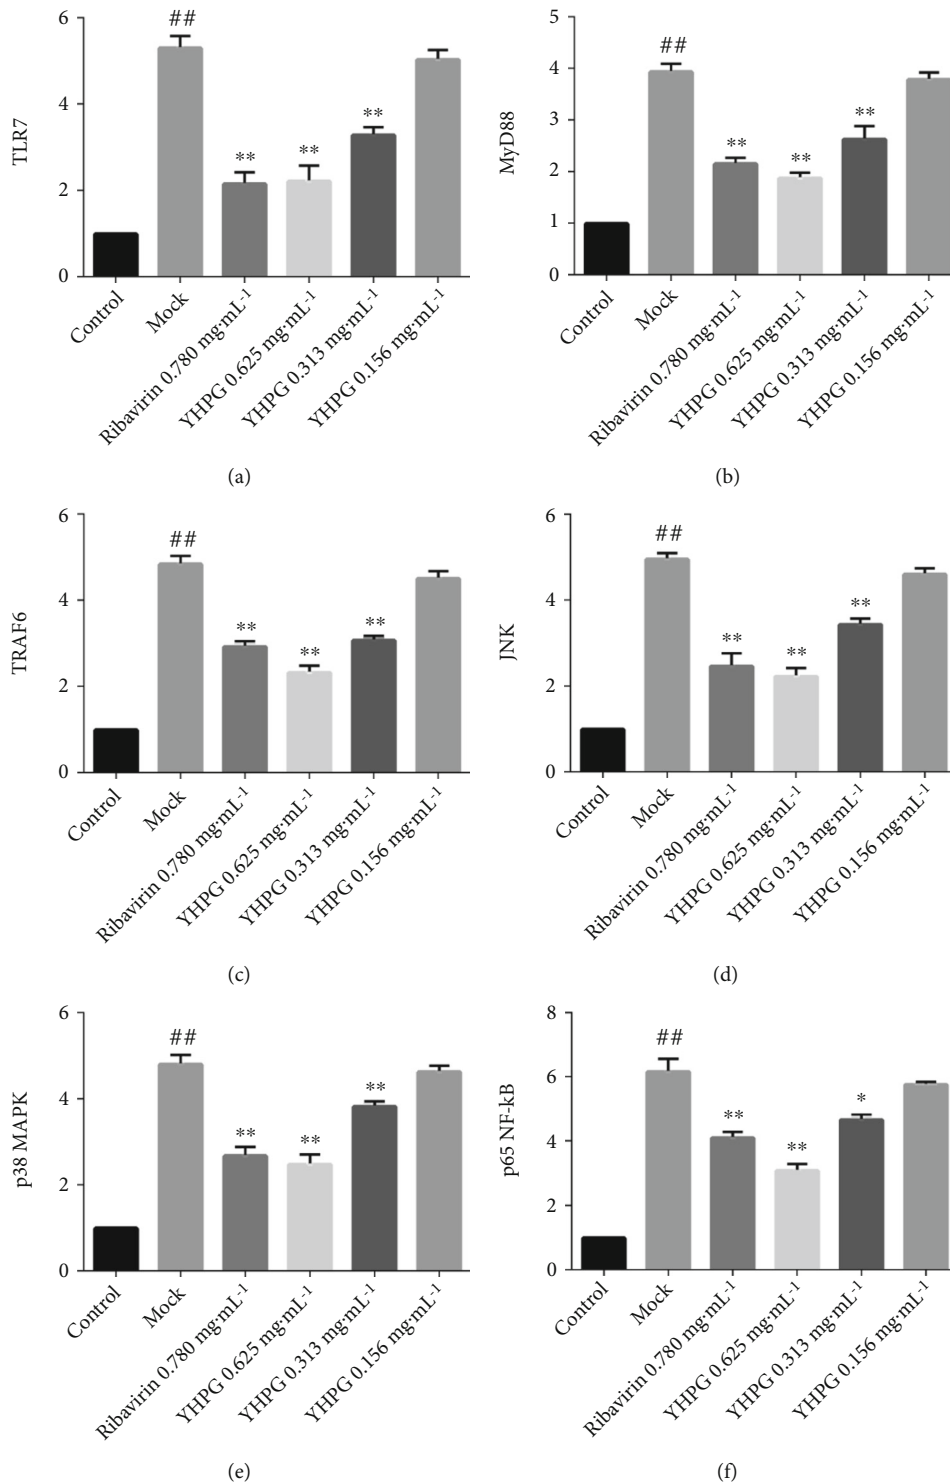 TLR7
6
4
2
0
##
**
**
**
Control
Mock
Ribavirin 0.780 mg·mL⁻¹
YHPG 0.625 mg·mL⁻¹
YHPG 0.313 mg·mL⁻¹
YHPG 0.156 mg·mL⁻¹
(a)
MyD88
5
4
3
2
1
0
##
**
**
**
Control
Mock
Ribavirin 0.780 mg·mL⁻¹
YHPG 0.625 mg·mL⁻¹
YHPG 0.313 mg·mL⁻¹
YHPG 0.156 mg·mL⁻¹
(b)
TRAF6
6
4
2
0
##
**
**
**
Control
Mock
Ribavirin 0.780 mg·mL⁻¹
YHPG 0.625 mg·mL⁻¹
YHPG 0.313 mg·mL⁻¹
YHPG 0.156 mg·mL⁻¹
(c)
JNK
6
4
2
0
##
**
**
**
Control
Mock
Ribavirin 0.780 mg·mL⁻¹
YHPG 0.625 mg·mL⁻¹
YHPG 0.313 mg·mL⁻¹
YHPG 0.156 mg·mL⁻¹
(d)
p38 MAPK
6
4
2
0
##
**
**
**
Control
Mock
Ribavirin 0.780 mg·mL⁻¹
YHPG 0.625 mg·mL⁻¹
YHPG 0.313 mg·mL⁻¹
YHPG 0.156 mg·mL⁻¹
(e)
p65 NF-kB
8
6
4
2
0
##
**
**
*
Control
Mock
Ribavirin 0.780 mg·mL⁻¹
YHPG 0.625 mg·mL⁻¹
YHPG 0.313 mg·mL⁻¹
YHPG 0.156 mg·mL⁻¹
(f)